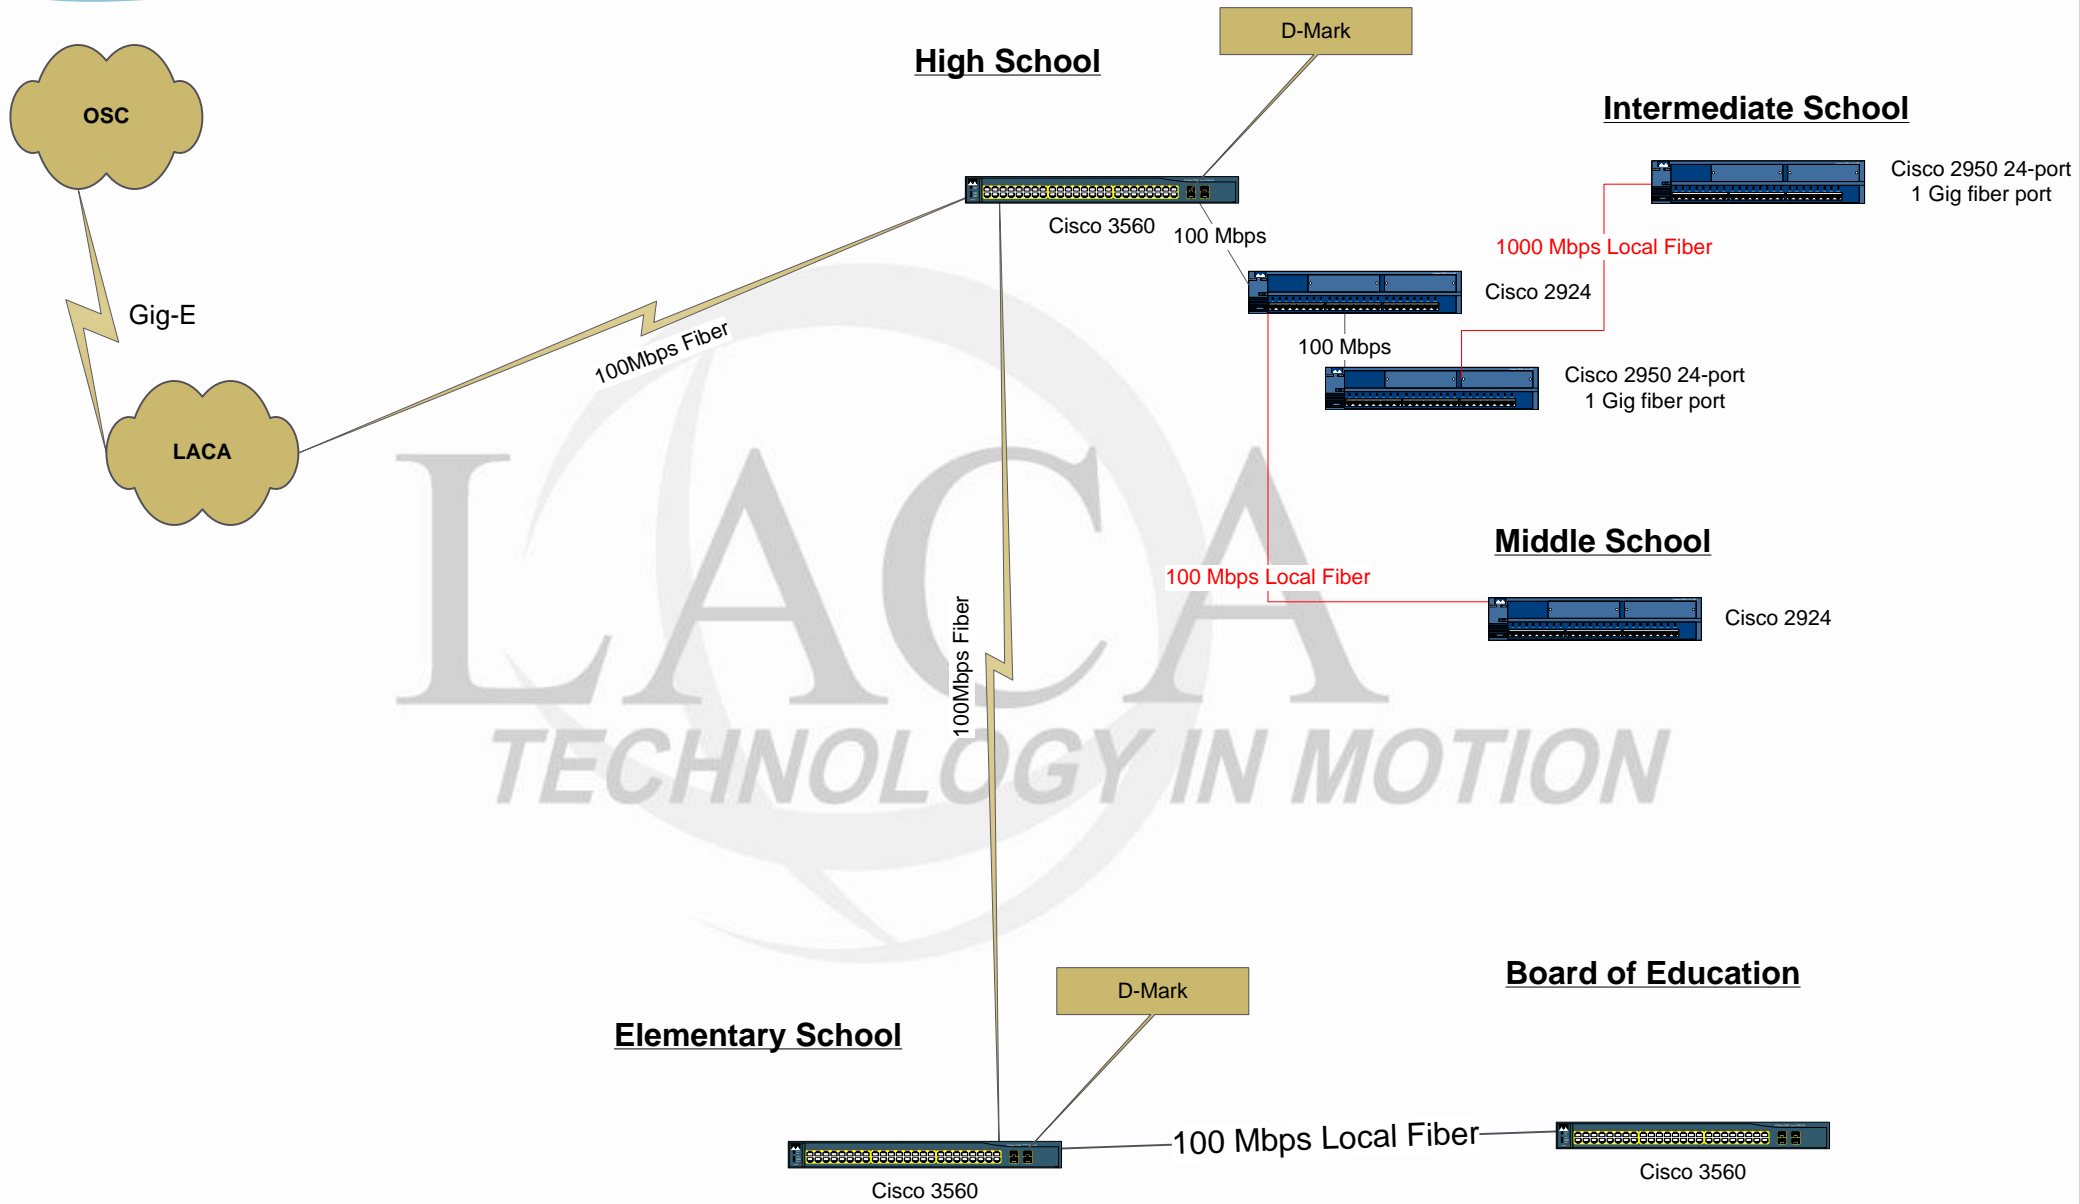 D-Mark
High School
OSC
Intermediate School
Cisco 2950 24-port
1 Gig fiber port
Cisco 3560
100 Mbps
1000 Mbps Local Fiber
Cisco 2924
Gig-E
100Mbps Fiber
100 Mbps
Cisco 2950 24-port
1 Gig fiber port
LACA
LACA
Middle School
100 Mbps Local Fiber
Cisco 2924
100Mbps Fiber
TECHNOLOGY IN MOTION
Board of Education
D-Mark
Elementary School
100 Mbps Local Fiber
Cisco 3560
Cisco 3560